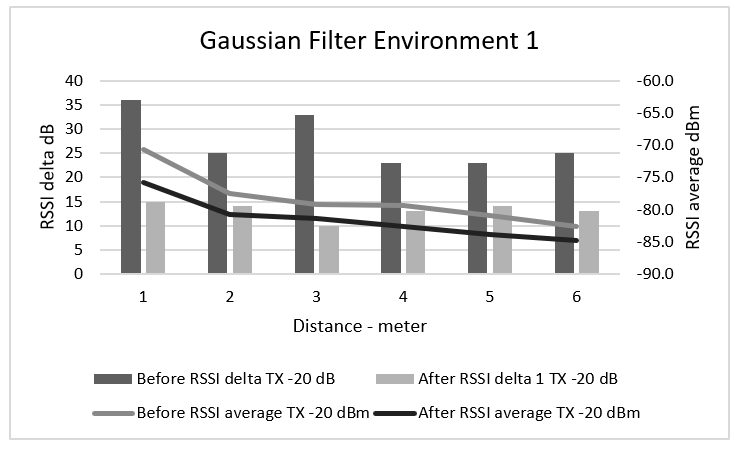 Gaussian Filter Environment 1
40
35
30
25
20
15
10
5
0
RSSI delta dB
-60.0
-65.0
-70.0
-75.0
-80.0
-85.0
-90.0
RSSI average dBm
1 2 3 4 5 6
Distance - meter
Before RSSI delta TX -20 dB
After RSSI delta 1 TX -20 dB
Before RSSI average TX -20 dBm
After RSSI average TX -20 dBm